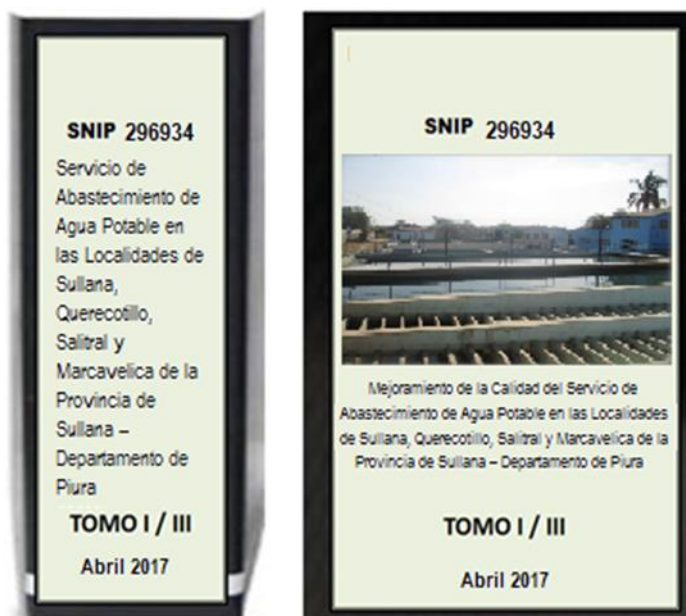 SNIP 296934
Servicio de
Abastecimiento de
Agua Potable en
las Localidades de
Sullana,
Querecotillo,
Salitral y
Marcavelica de la
Provincia de
Sullana –
Departamento de
Piura
TOMO I / III
Abril 2017
SNIP 296934
Mejoramiento de la Calidad del Servicio de
Abastecimiento de Agua Potable en las Localidades
de Sullana, Querecotillo, Salitral y Marcavelica de la
Provincia de Sullana – Departamento de Piura
TOMO I / III
Abril 2017